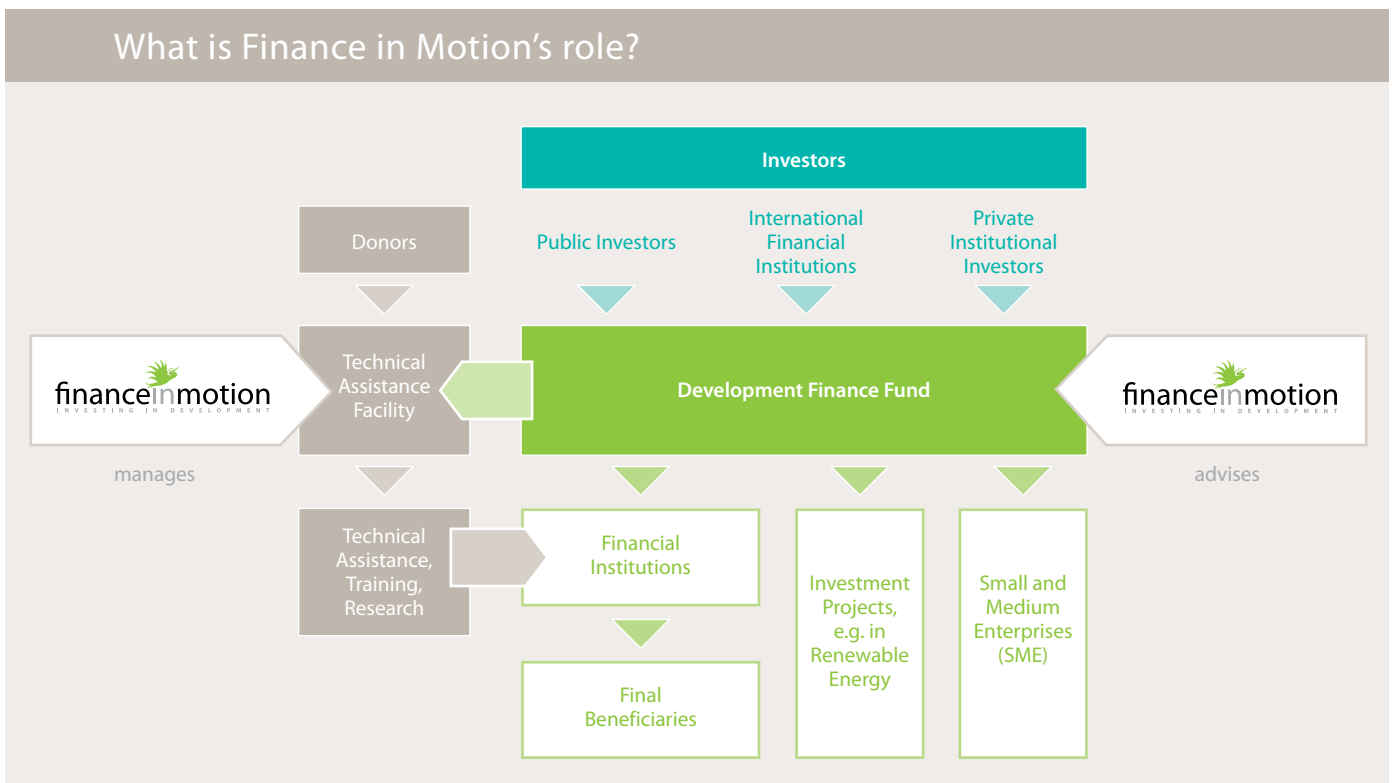 What is Finance in Motion’s role?
Investors
Donors
Public Investors
International
Financial
Institutions
Private
Institutional
Investors
financeinmotion
INVESTING IN DEVELOPMENT
manages
Technical
Assistance
Facility
Development Finance Fund
financeinmotion
INVESTING IN DEVELOPMENT
advises
Technical
Assistance,
Training,
Research
Financial
Institutions
Final
Beneficiaries
Investment
Projects,
e.g. in
Renewable
Energy
Small and
Medium
Enterprises
(SME)